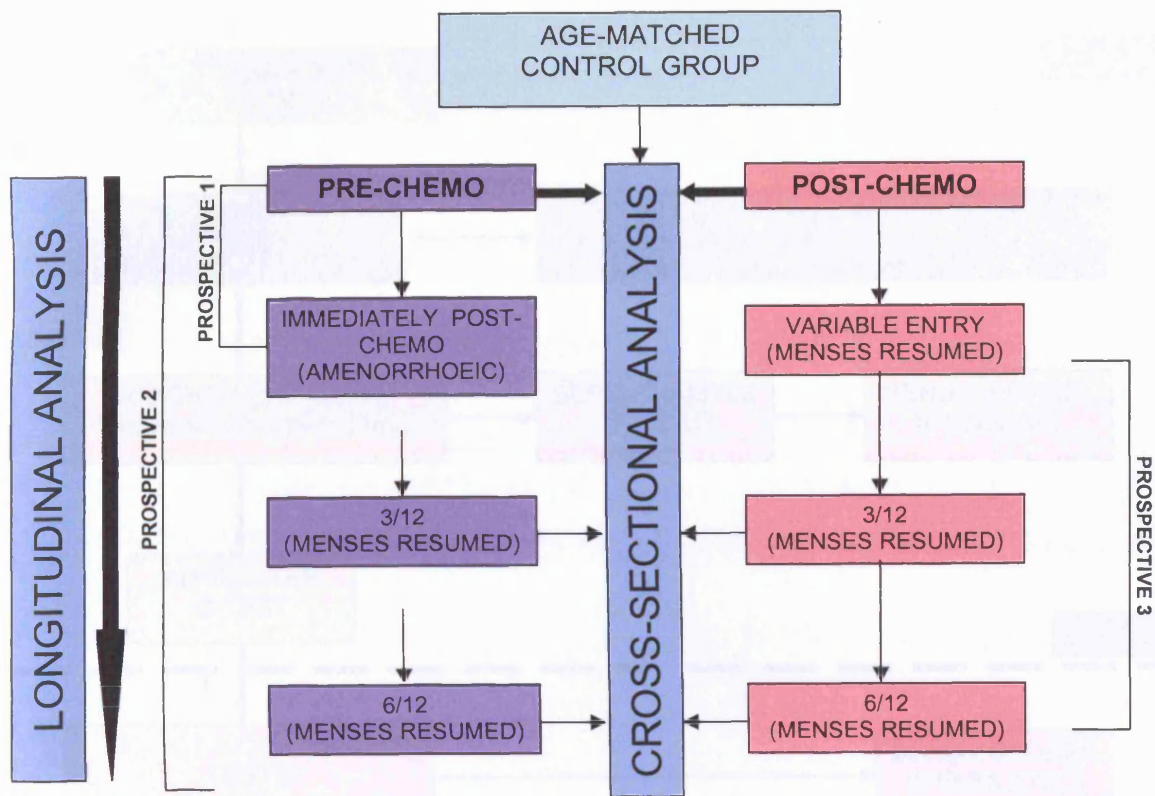 AGE-MATCHED
CONTROL GROUP
LONGITUDINAL ANALYSIS
PROSPECTIVE 1
PROSPECTIVE 2
PRE-CHEMO
IMMEDIATELY POST-
CHEMO
(AMENORRHOEIC)
3/12
(MENSES RESUMED)
6/12
(MENSES RESUMED)
CROSS-SECTIONAL ANALYSIS
POST-CHEMO
VARIABLE ENTRY
(MENSES RESUMED)
3/12
(MENSES RESUMED)
6/12
(MENSES RESUMED)
PROSPECTIVE 3